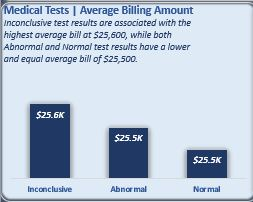 Medical Tests | Average Billing Amount
Inconclusive test results are associated with the
highest average bill at $25,600, while both
Abnormal and Normal test results have a lower
and equal average bill of $25,500.
$25.6K
$25.5K
$25.5K
Inconclusive Abnormal Normal